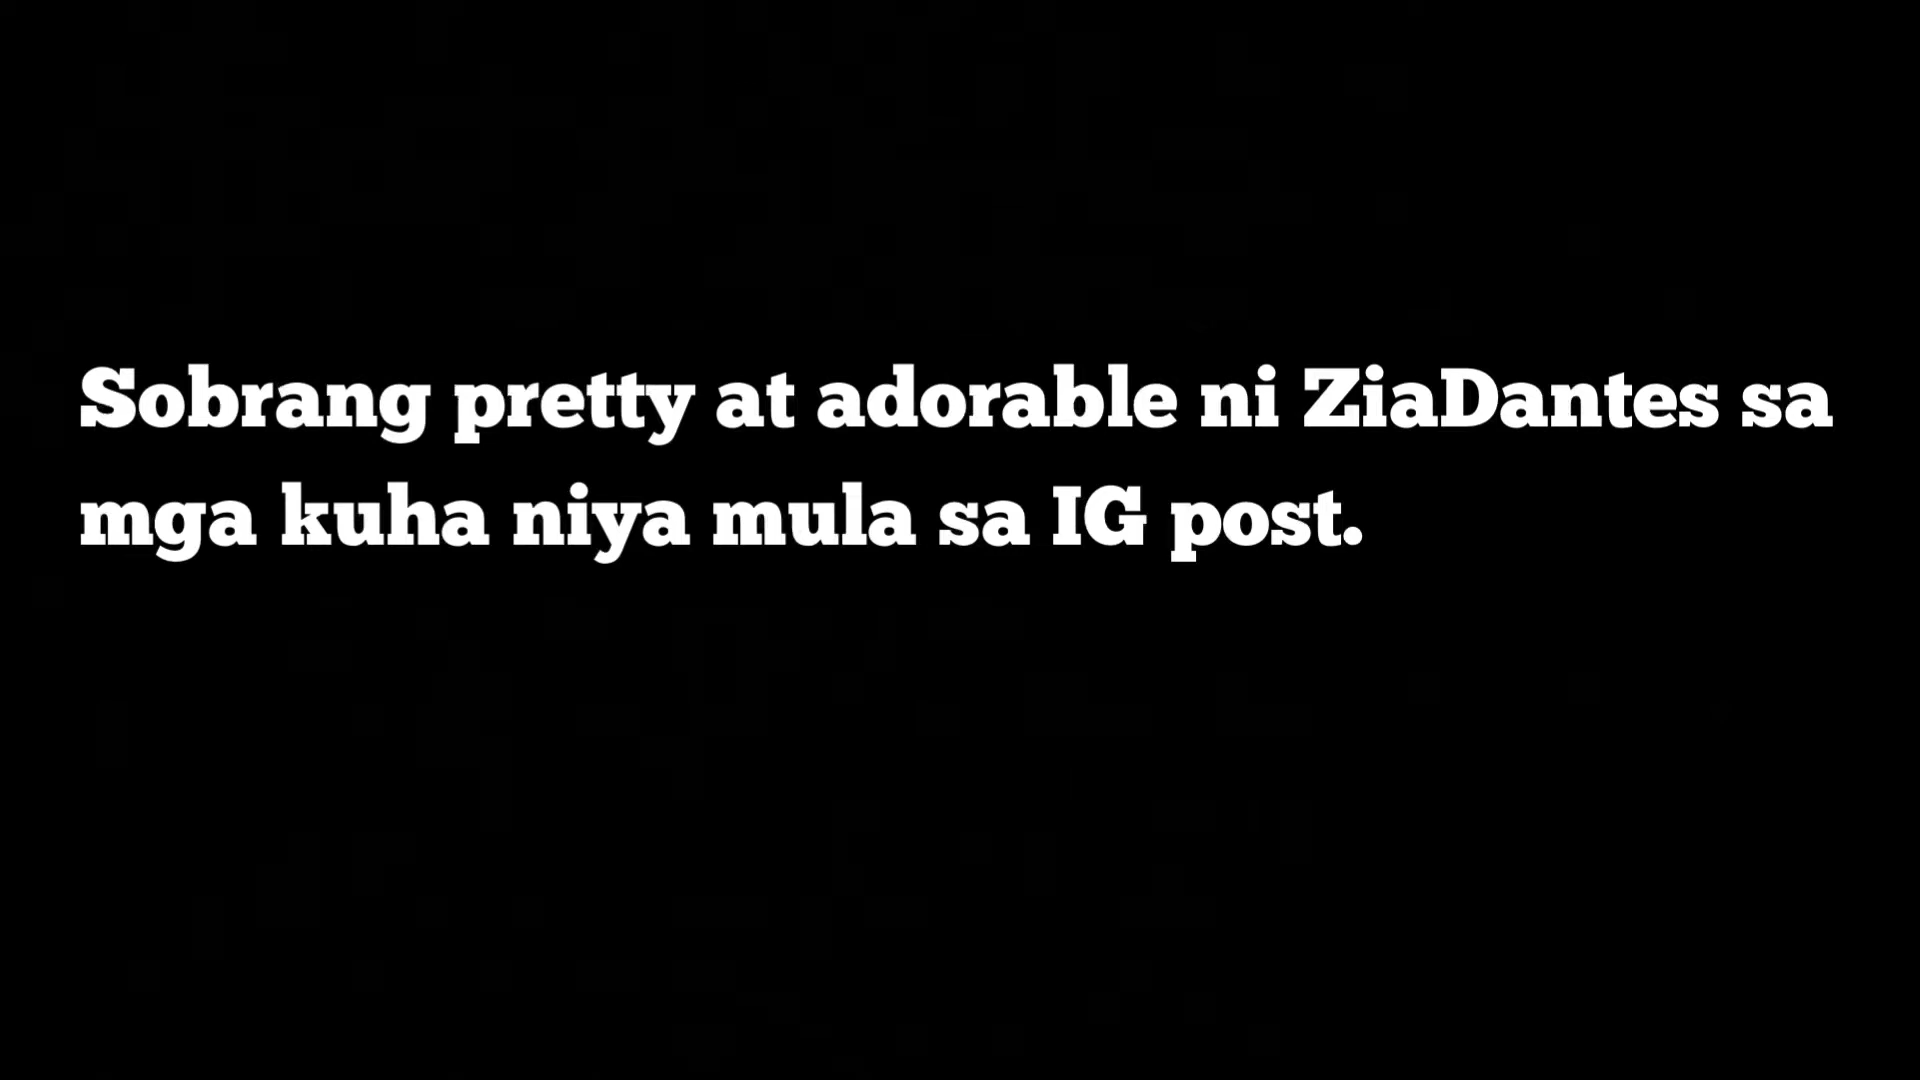 Sobrang pretty at adorable ni ZiaDantes sa
mga kuha niya mula sa IG post.